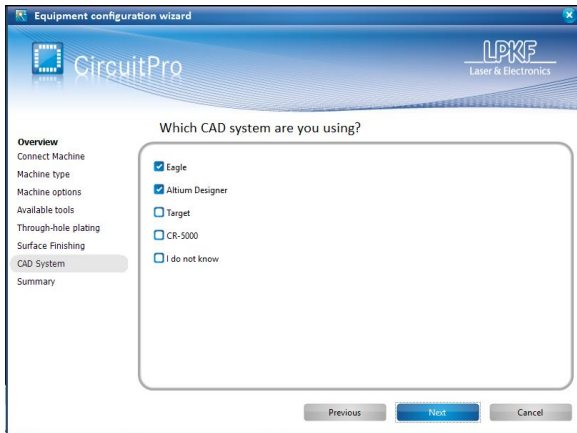 Equipment configuration wizard
CircuitPro
LPKF
Laser & Electronics
Which CAD system are you using?
Overview
Connect Machine
Machine type
Machine options
Available tools
Through-hole plating
Surface Finishing
CAD System
Summary
Eagle
Altium Designer
Target
CR-5000
I do not know
Previous
Next
Cancel